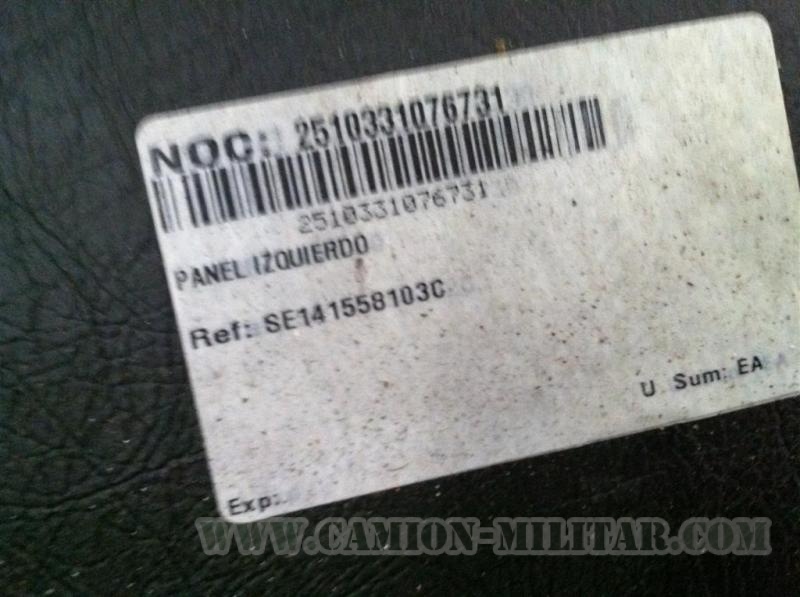 NOC: 2510331076731
2510331076731
PANEL IZQUIERDO
Ref: SE141558103C
U Sum: EA
Exp:
WWW.CAMION-MILITAR.COM